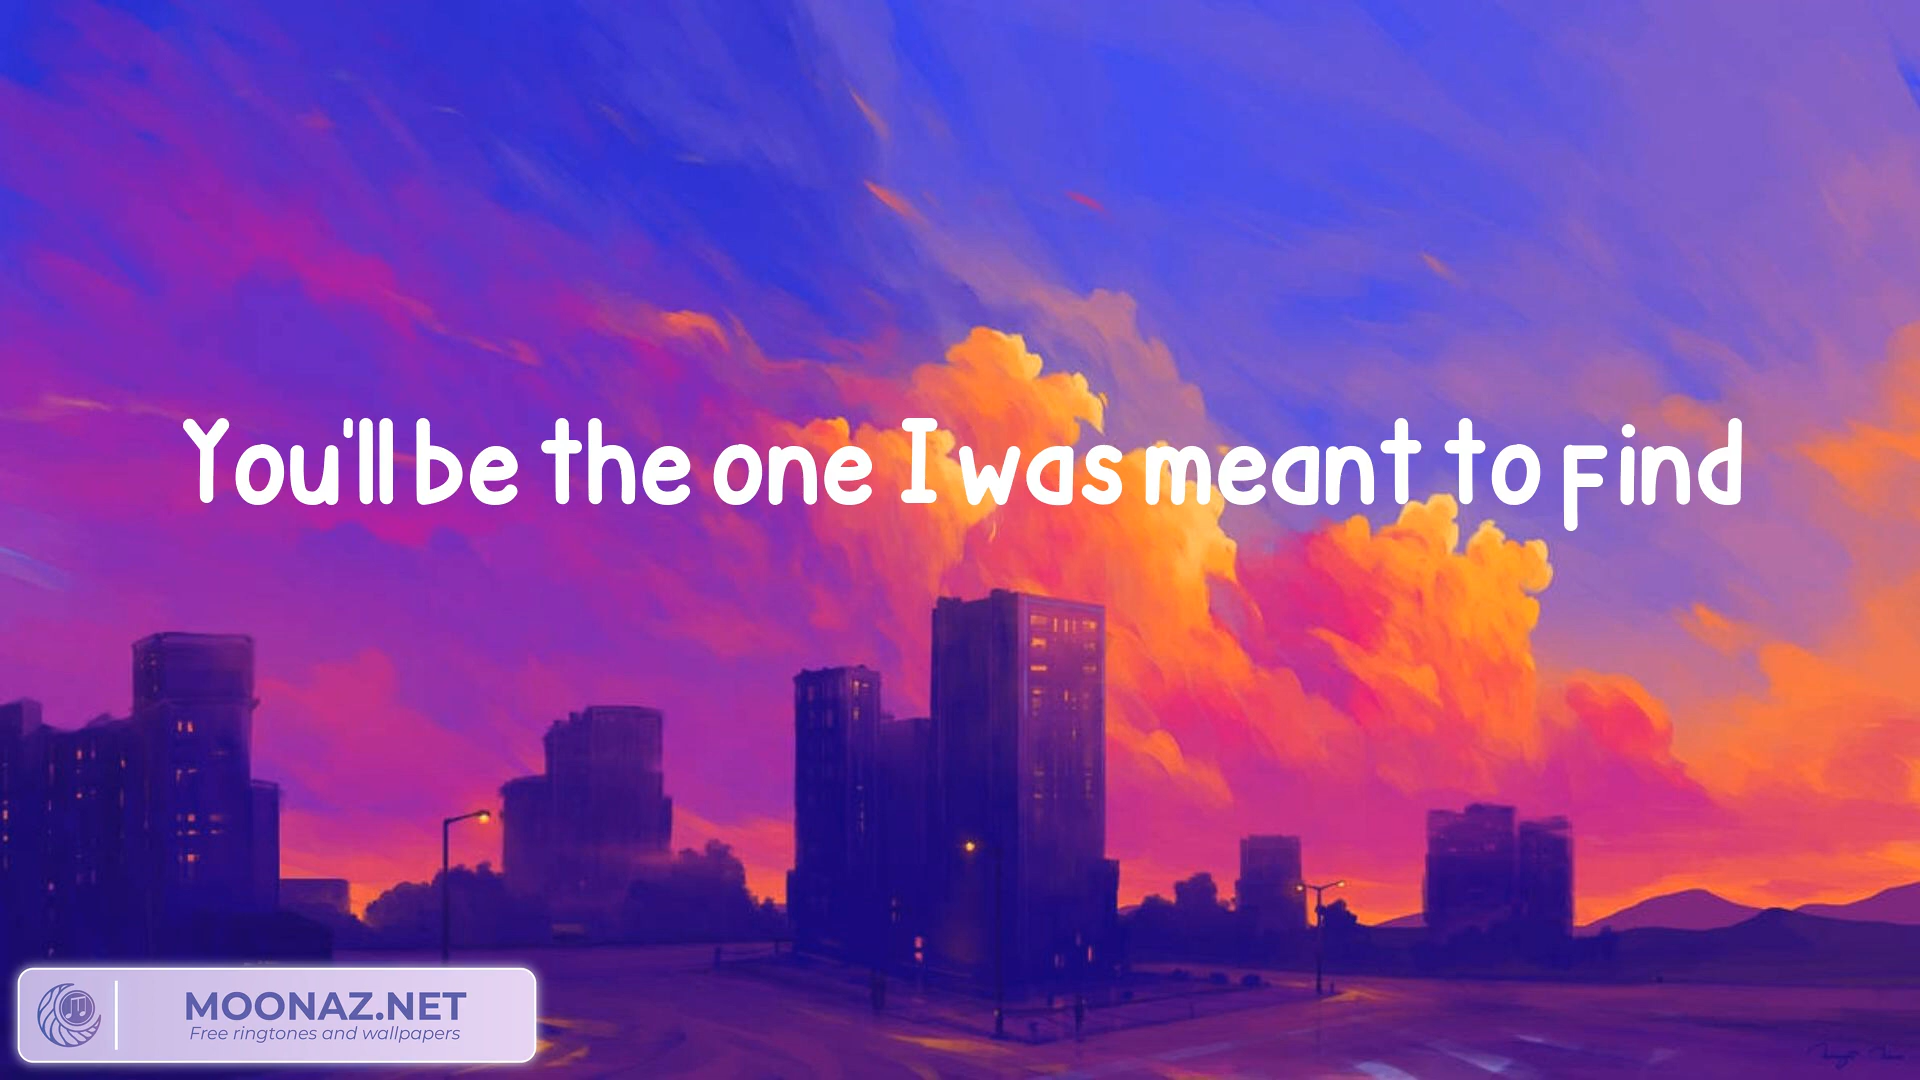 You'll be the one I was meant to find
MOONAZ.NET
Free ringtones and wallpapers